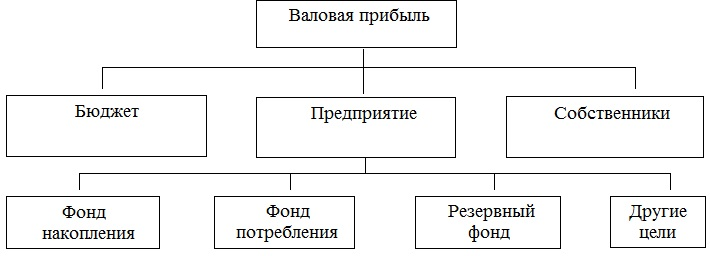 Валовая прибыль
Бюджет
Предприятие
Собственники
Фонд
накопления
Фонд
потребления
Резервный
фонд
Другие
цели